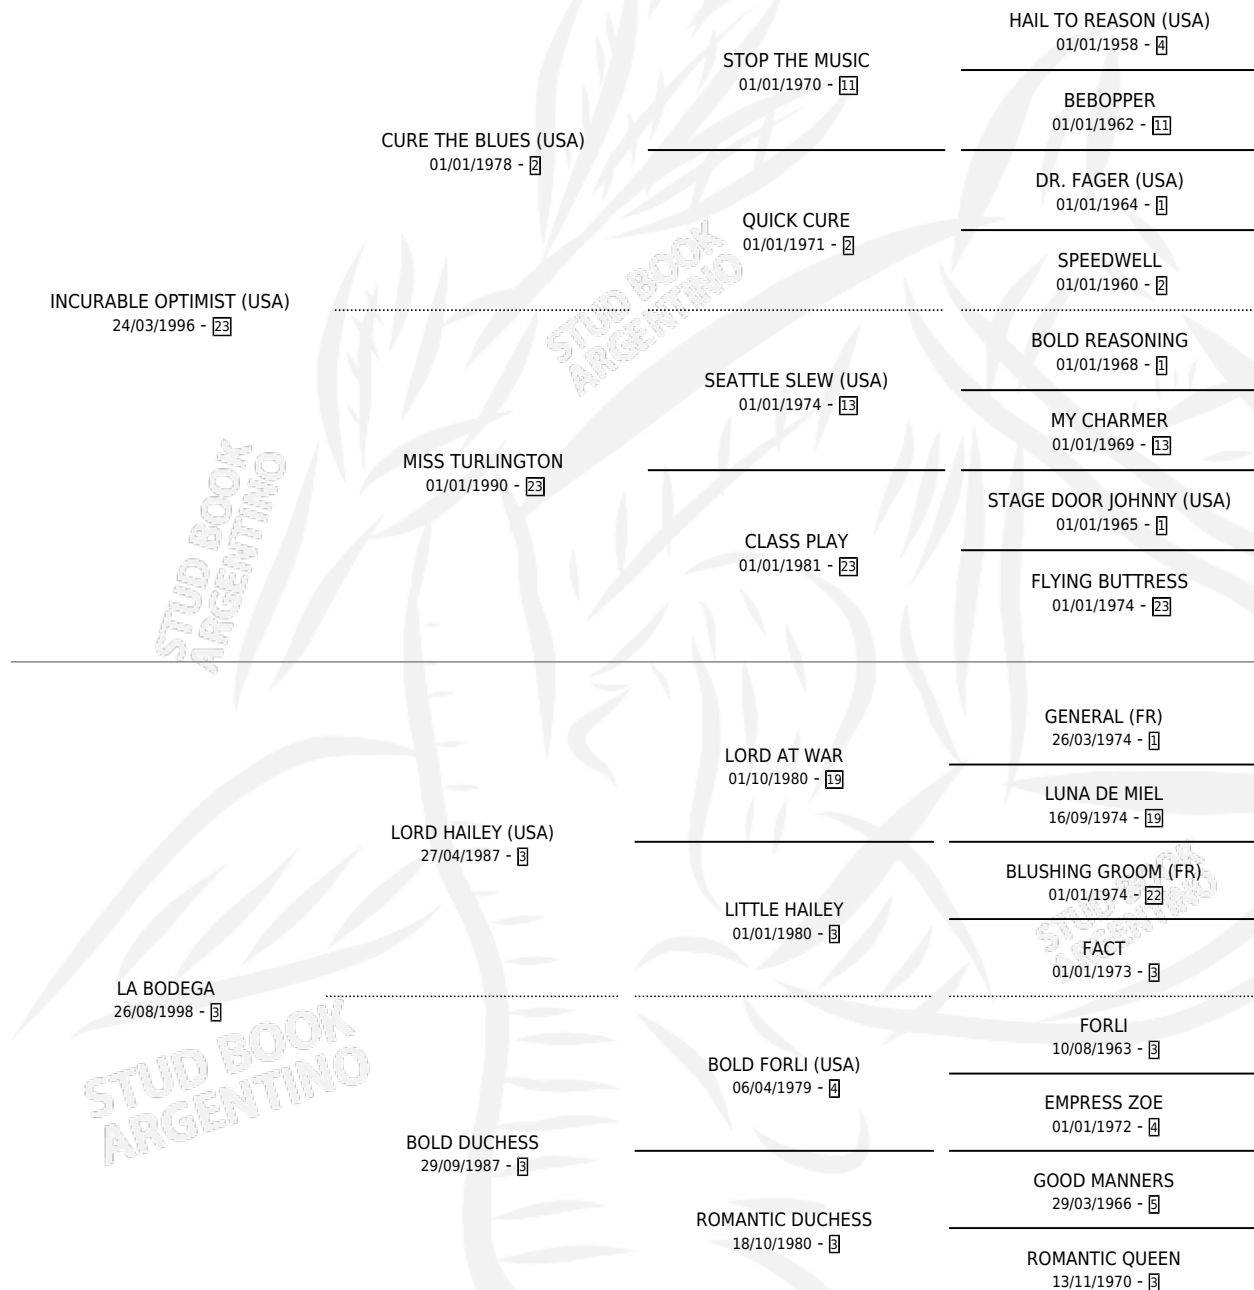 HAIL TO REASON (USA)
01/01/1958 - 4
STOP THE MUSIC
01/01/1970 - 11
BEBOPPER
01/01/1962 - 11
CURE THE BLUES (USA)
01/01/1978 - 2
DR. FAGER (USA)
01/01/1964 - 1
QUICK CURE
01/01/1971 - 2
SPEEDWELL
01/01/1960 - 2
INCURABLE OPTIMIST (USA)
24/03/1996 - 23
BOLD REASONING
01/01/1968 - 1
SEATTLE SLEW (USA)
01/01/1974 - 13
MY CHARMER
01/01/1969 - 13
MISS TURLINGTON
01/01/1990 - 23
STAGE DOOR JOHNNY (USA)
01/01/1965 - 1
CLASS PLAY
01/01/1981 - 23
FLYING BUTTRESS
01/01/1974 - 23
STUD BOOK
ARGENTINO
STUD BOOK
ARGENTINO
GENERAL (FR)
26/03/1974 - 1
LORD AT WAR
01/10/1980 - 19
LUNA DE MIEL
16/09/1974 - 19
LORD HAILEY (USA)
27/04/1987 - 3
BLUSHING GROOM (FR)
01/01/1974 - 22
LITTLE HAILEY
01/01/1980 - 3
FACT
01/01/1973 - 3
LA BODEGA
26/08/1998 - 3
FORLI
10/08/1963 - 3
BOLD FORLI (USA)
06/04/1979 - 4
EMPRESS ZOE
01/01/1972 - 4
BOLD DUCHESS
29/09/1987 - 3
GOOD MANNERS
29/03/1966 - 5
ROMANTIC DUCHESS
18/10/1980 - 3
ROMANTIC QUEEN
13/11/1970 - 3
STUD BOOK
ARGENTINO
STUD BOOK
ARGENTINO